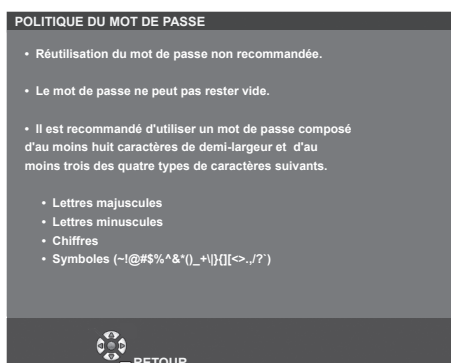 POLITIQUE DU MOT DE PASSE
• Réutilisation du mot de passe non recommandée.
• Le mot de passe ne peut pas rester vide.
• Il est recommandé d'utiliser un mot de passe composé
d'au moins huit caractères de demi-largeur et d'au
moins trois des quatre types de caractères suivants.
• Lettres majuscules
• Lettres minuscules
• Chiffres
• Symboles (~!@#$%^&*()_+\|}{][<>.,/?`)
RETOUR